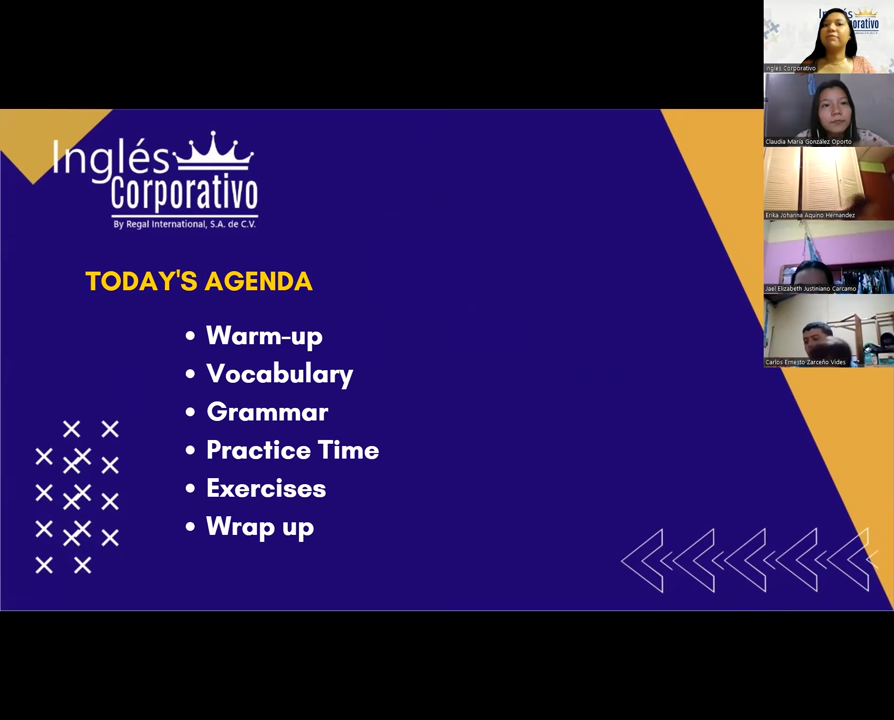 Inglés
Corporativo
By Regal International, S.A. de C.V.
TODAY'S AGENDA
• Warm-up
• Vocabulary
• Grammar
• Practice Time
• Exercises
• Wrap up
Inglés Corporativo
Claudia María González Oporto
Erika Johanna Aquino Hernandez
Jael Elizabeth Justiniano Carcamo
Carlos Ernesto Zarceño Vides